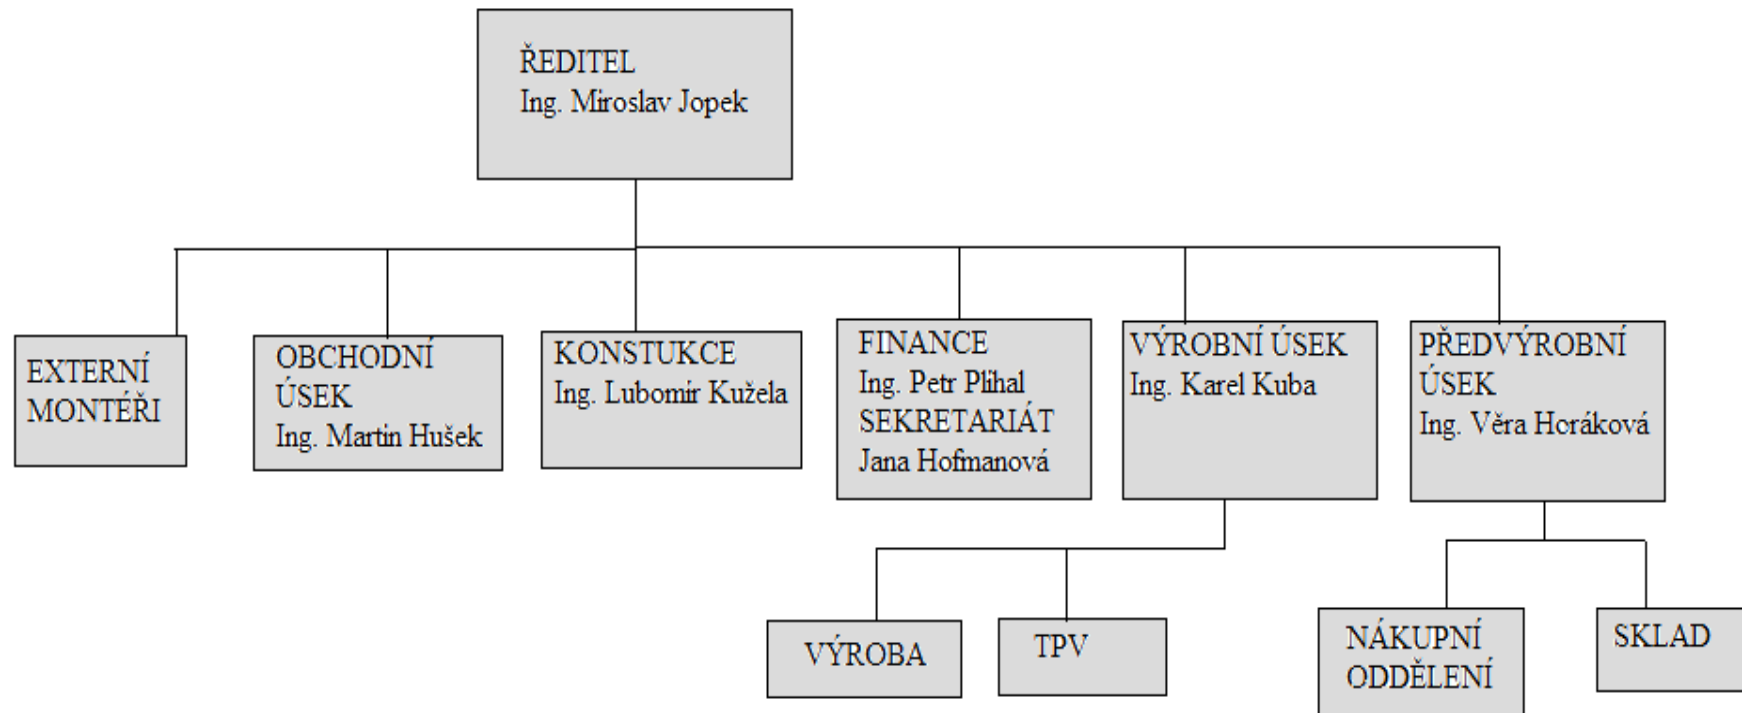 ŘEDITEL
Ing. Miroslav Jopek
EXTERNÍ
MONTÉŘI
OBCHODNÍ
ÚSEK
Ing. Martin Hušek
KONSTUKCE
Ing. Lubomír Kužela
FINANCE
Ing. Petr Plíhal
SEKRETARIÁT
Jana Hofmanová
VÝROBNÍ ÚSEK
Ing. Karel Kuba
PŘEDVÝROBNÍ
ÚSEK
Ing. Věra Horáková
VÝROBA
TPV
NÁKUPNÍ
ODDĚLENÍ
SKLAD